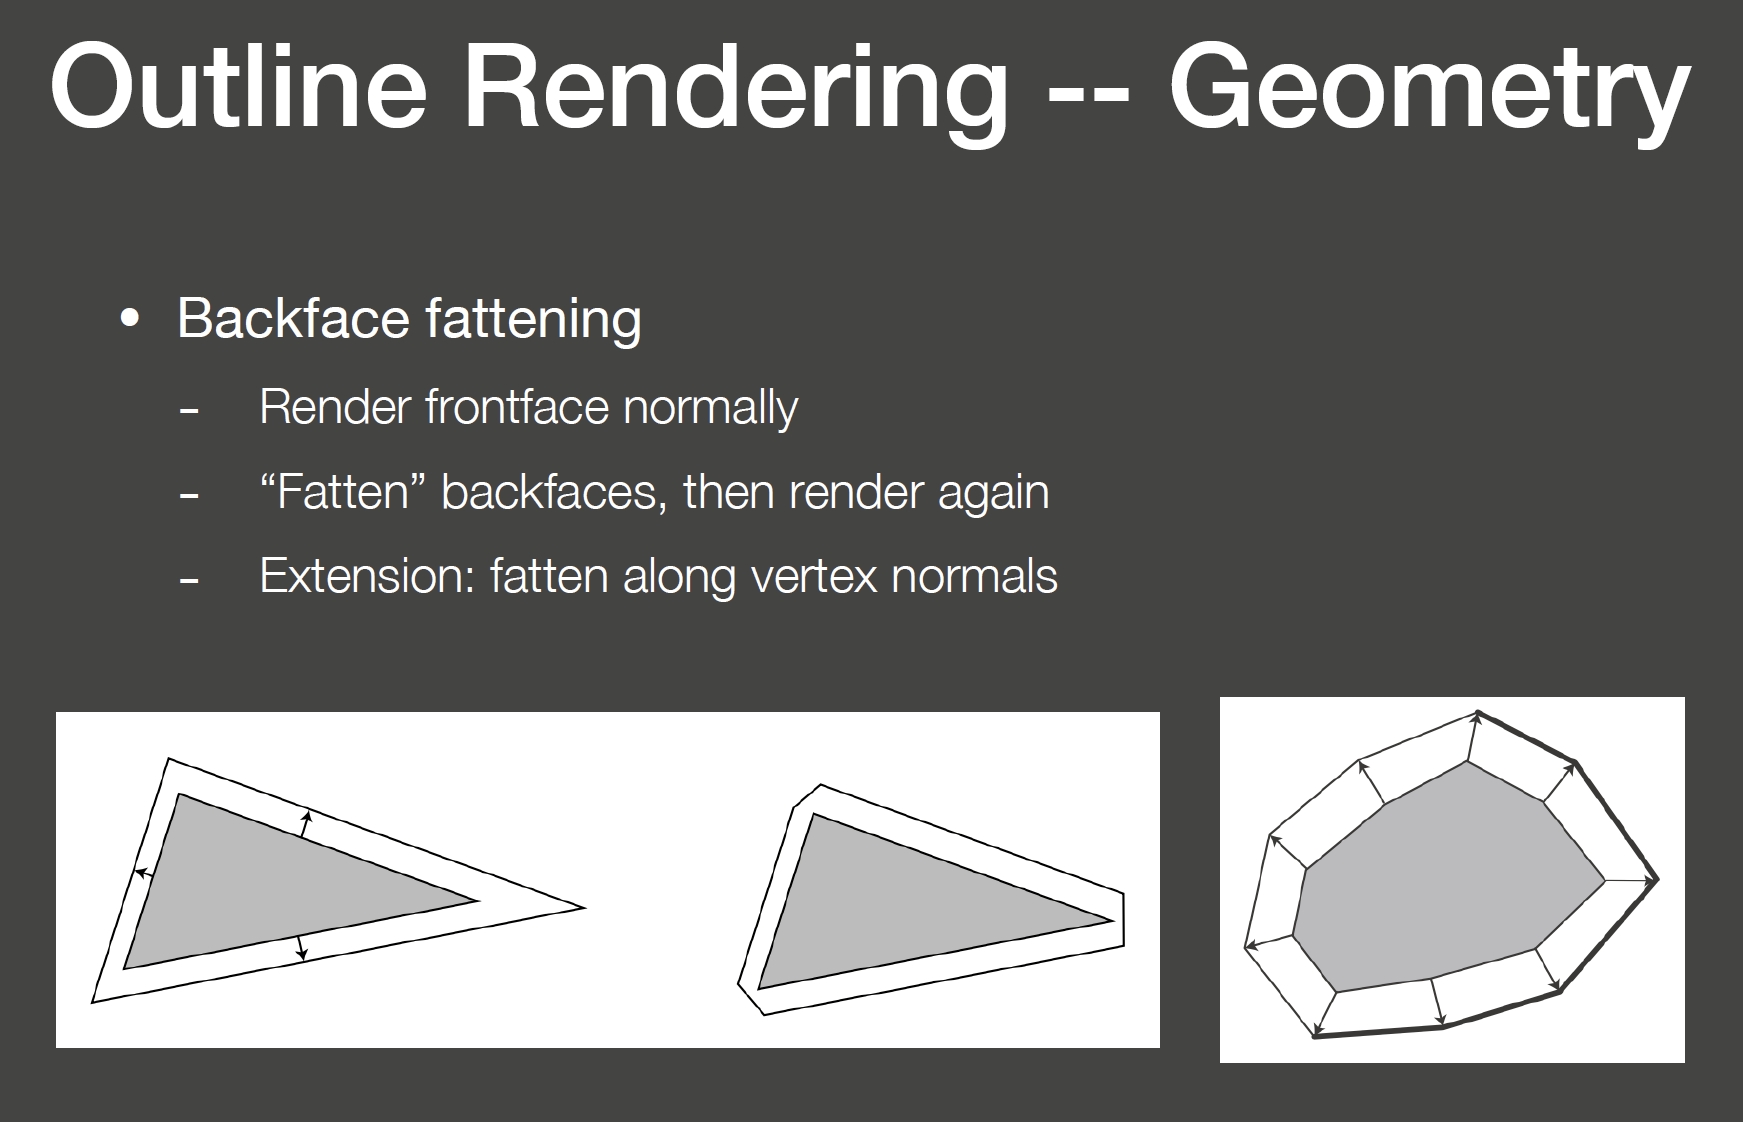 Outline Rendering -- Geometry
• Backface fattening
- Render frontface normally
- “Fatten” backfaces, then render again
- Extension: fatten along vertex normals